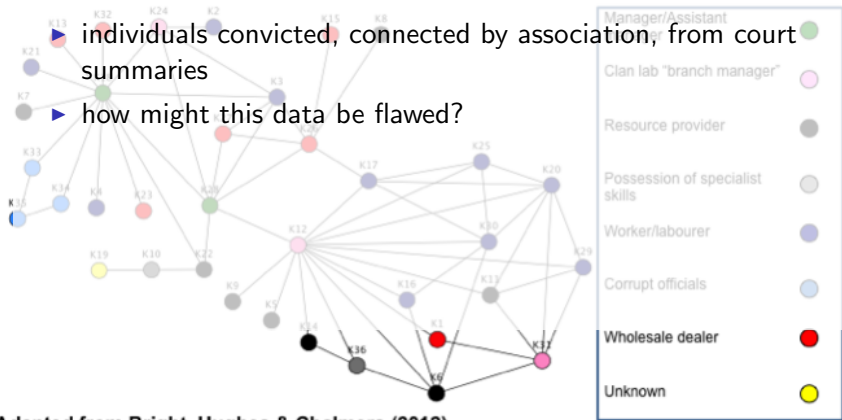 K13
K32
K24
K2
K15
K8
▶ individuals convicted, connected by association, from court
summaries
▶ how might this data be flawed?
K21
K7
K3
K17
K25
K20
K33
K34
K35
K4
K23
K12
K30
K29
K19
K10
K22
K9
K5
K16
K11
K14
K36
K1
K6
K31
Manager/Assistant
Clan lab "branch manager"
Resource provider
Possession of specialist
skills
Worker/labourer
Corrupt officials
Wholesale dealer
Unknown
Adapted from Bright, Hughes & Chalmers (2012)